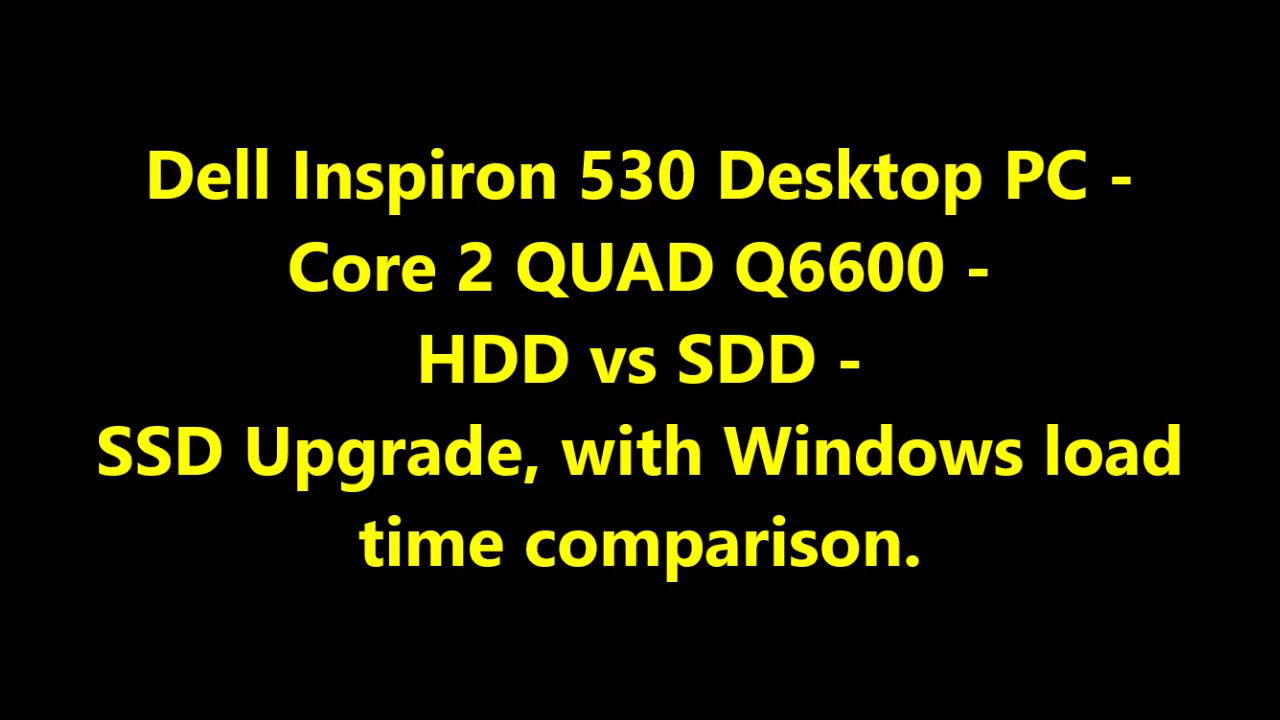 Dell Inspiron 530 Desktop PC -
Core 2 QUAD Q6600 -
HDD vs SDD -
SSD Upgrade, with Windows load
time comparison.